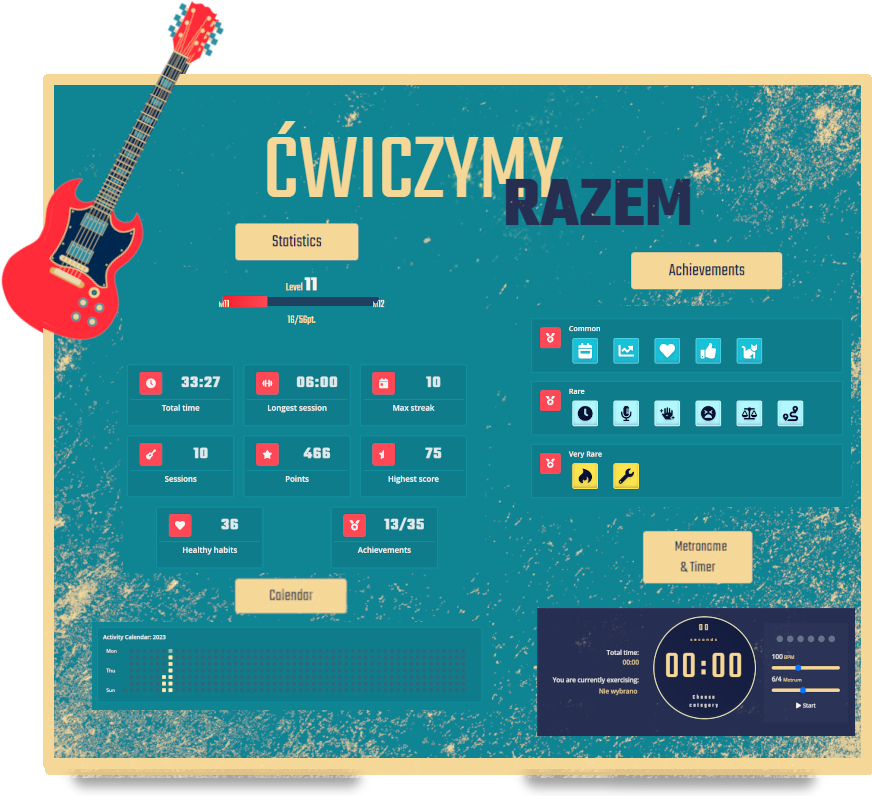 ĆWICZYMY
RAZEM
Statistics
Level 11
M11
M12
16/56pt.
33:27
Total time
06:00
Longest session
10
Max streak
10
Sessions
466
Points
75
Highest score
36
Healthy habits
13/35
Achievements
Calendar
Activity Calendar: 2023
Mon
Thu
Sun
Achievements
Common
Rare
Very Rare
Metronome
& Timer
Total time:
00:00
You are currently exercising:
Nie wybrano
00
seconds
00:00
Choose
category
100 BPM
6/4 Metrum
Start